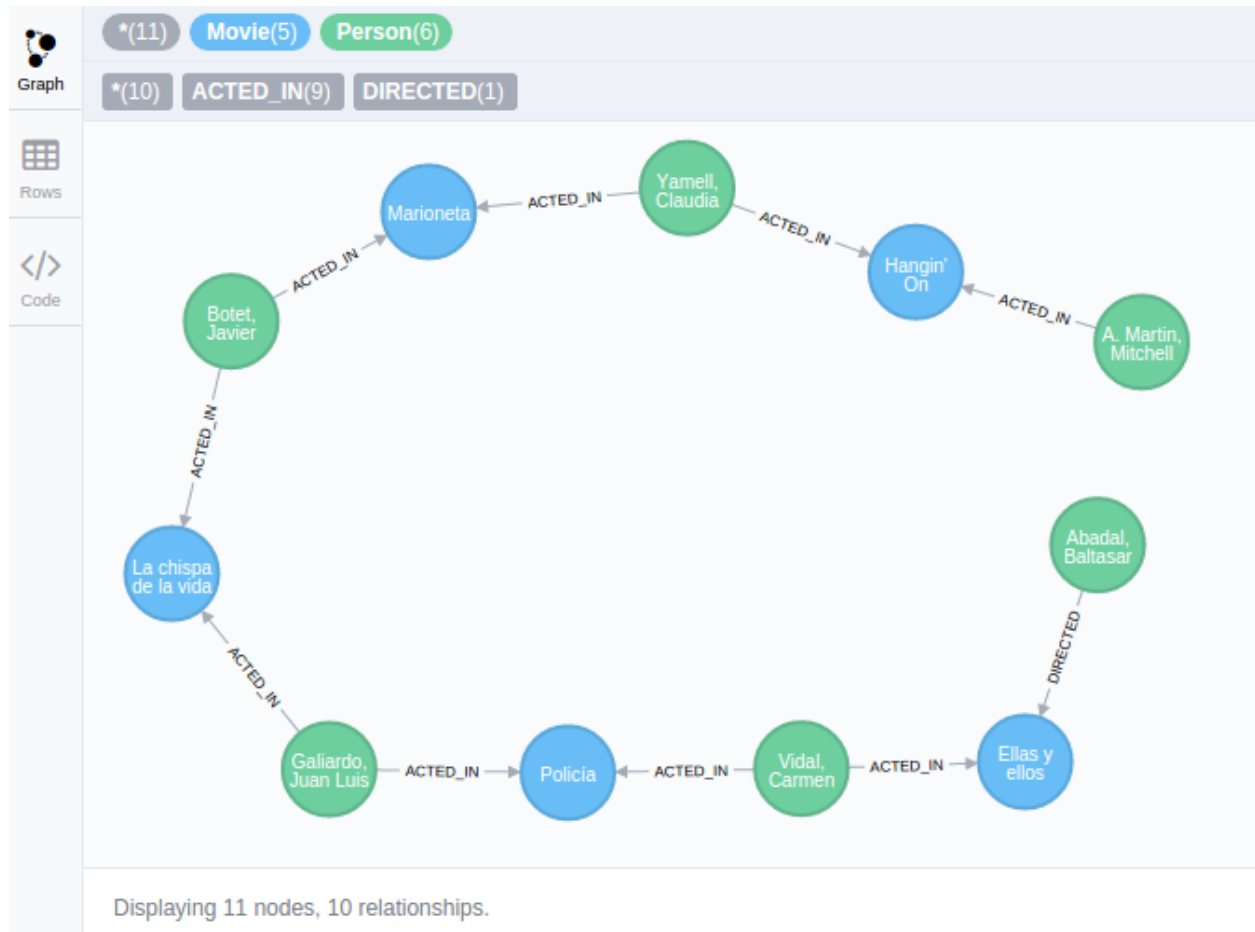 *(11) Movie(5) Person(6)
*(10) ACTED_IN(9) DIRECTED(1)
Graph
Rows
Code
</>
Marioneta
ACTED_IN
Yamell,
Claudia
ACTED_IN
Hangin'
On
ACTED_IN
A. Martin,
Mitchell
ACTED_IN
Botet,
Javier
ACTED_IN
La chispa
de la vida
ACTED_IN
Galiardo,
Juan Luis
ACTED_IN
Policía
ACTED_IN
Vidal,
Carmen
ACTED_IN
Ellas y
ellos
DIRECTED
Abadal,
Baltasar
Displaying 11 nodes, 10 relationships.